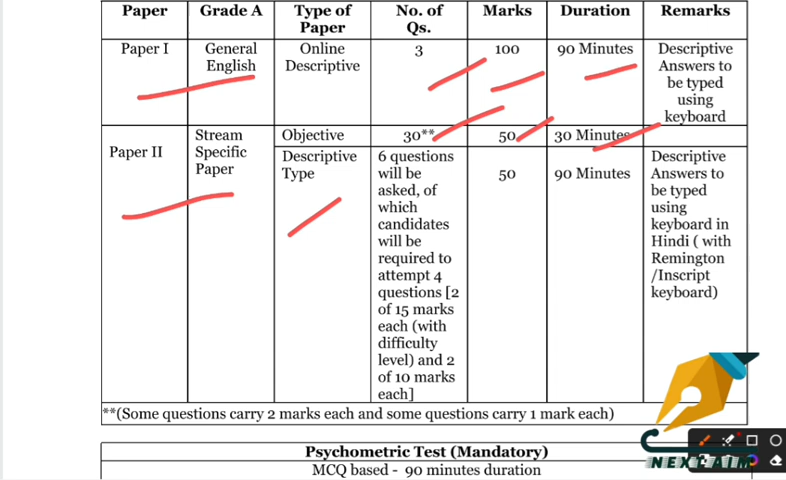 Paper Grade A Type of Paper No. of Qs. Marks Duration Remarks
Paper I General English Online Descriptive 3 100 90 Minutes Descriptive Answers to be typed using keyboard
Paper II Stream Specific Paper Objective 30** 50 30 Minutes
Descriptive Type 6 questions will be asked, of which candidates will be required to attempt 4 questions [2 of 15 marks each (with difficulty level) and 2 of 10 marks each] 50 90 Minutes Descriptive Answers to be typed using keyboard in Hindi ( with Remington /Inscript keyboard)
**(Some questions carry 2 marks each and some questions carry 1 mark each)
Psychometric Test (Mandatory)
MCQ based - 90 minutes duration
NEXT AIM